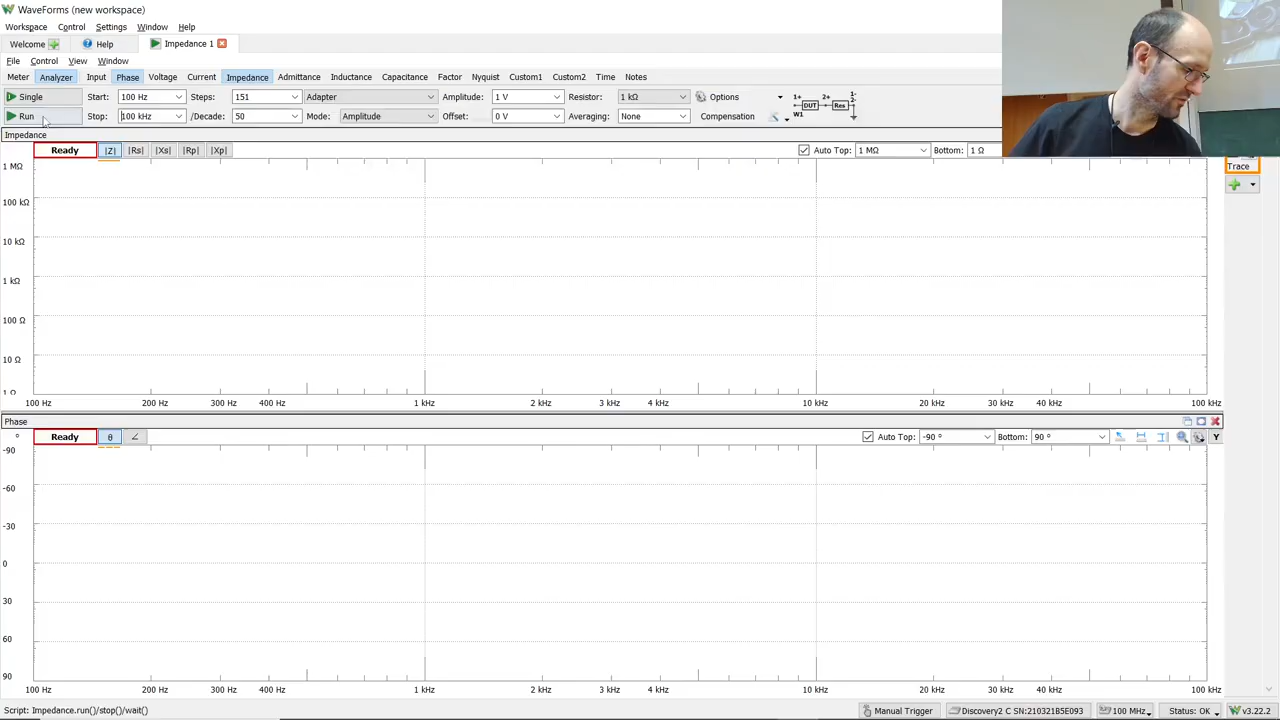 WaveForms (new workspace)
Workspace Control Settings Window Help
Welcome Help Impedance 1
File Control View Window
Meter Analyzer Input Phase Voltage Current Impedance Admittance Inductance Capacitance Factor Nyquist Custom1 Custom2 Time Notes
Single Start: 100 Hz Steps: 151 Adapter Amplitude: 1 V Resistor: 1 kΩ Options
Run Stop: 100 kHz /Decade: 50 Mode: Amplitude Offset: 0 V Averaging: None Compensation
1+ 2+ 1- 2-
DUT Res
W1
Impedance
Ready |Z| |Rs| |Xs| |Rp| |Xp| Auto Top: 1 MΩ Bottom: 1 Ω
Trace
1 MΩ
100 kΩ
10 kΩ
1 kΩ
100 Ω
10 Ω
1 Ω
100 Hz 200 Hz 300 Hz 400 Hz 1 kHz 2 kHz 3 kHz 4 kHz 10 kHz 20 kHz 30 kHz 40 kHz 100 kHz
Phase
° Ready θ ∠ Auto Top: -90 ° Bottom: 90 ° Y
-90
-60
-30
0
30
60
90
100 Hz 200 Hz 300 Hz 400 Hz 1 kHz 2 kHz 3 kHz 4 kHz 10 kHz 20 kHz 30 kHz 40 kHz 100 kHz
Script: Impedance.run()/stop()/wait() Manual Trigger Discovery2 C SN:210321B5E093 100 MHz Status: OK v3.22.2